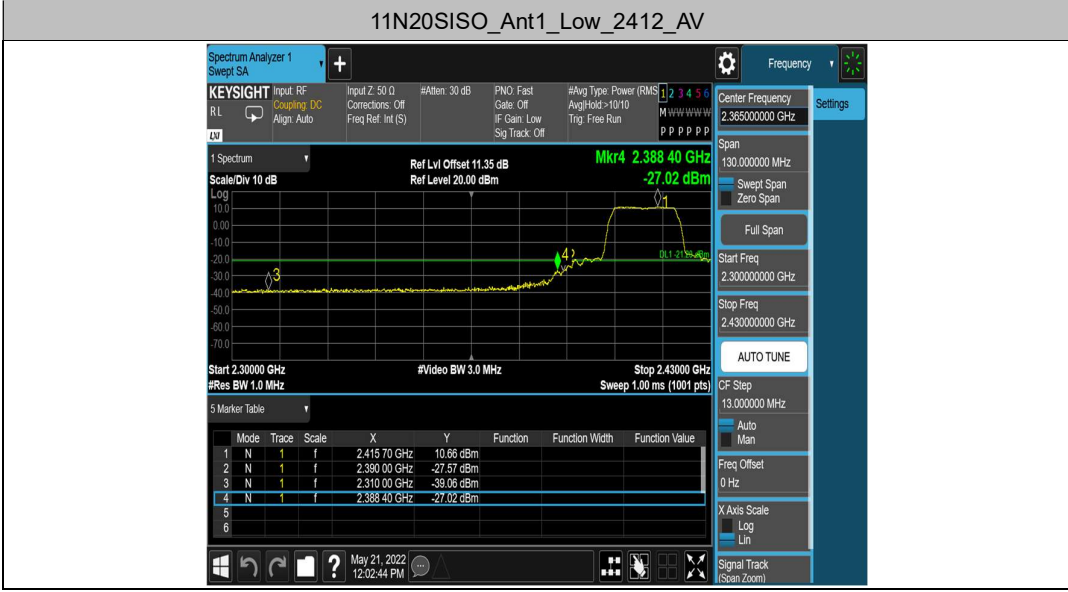 11N20SISO_Ant1_Low_2412_AV
Spectrum Analyzer 1
Swept SA
Frequency
KEYSIGHT
RL
LXI
Input: RF
Coupling: DC
Align: Auto
Input Z: 50 Ω
Corrections: Off
Freq Ref: Int (S)
#Atten: 30 dB
PNO: Fast
Gate: Off
IF Gain: Low
Sig Track: Off
#Avg Type: Power (RMS
Avg|Hold:>10/10
Trig: Free Run
1 2 3 4 5 6
M W W W W W
P P P P P P
Center Frequency
2.365000000 GHz
Settings
Span
130.000000 MHz
Swept Span
Zero Span
Full Span
Start Freq
2.300000000 GHz
Stop Freq
2.430000000 GHz
AUTO TUNE
CF Step
13.000000 MHz
Auto
Man
Freq Offset
0 Hz
X Axis Scale
Log
Lin
Signal Track
(Span Zoom)
1 Spectrum
Scale/Div 10 dB
Ref Lvl Offset 11.35 dB
Ref Level 20.00 dBm
Mkr4 2.388 40 GHz
-27.02 dBm
Log
10.0
0.00
-10.0
-20.0
-30.0
-40.0
-50.0
-60.0
-70.0
1
4
3
Start 2.30000 GHz
#Res BW 1.0 MHz
#Video BW 3.0 MHz
Stop 2.43000 GHz
Sweep 1.00 ms (1001 pts)
5 Marker Table
Mode Trace Scale X Y Function Function Width Function Value
1 N 1 f 2.415 70 GHz 10.66 dBm
2 N 1 f 2.390 00 GHz -27.57 dBm
3 N 1 f 2.310 00 GHz -39.06 dBm
4 N 1 f 2.388 40 GHz -27.02 dBm
5
6
May 21, 2022
12:02:44 PM